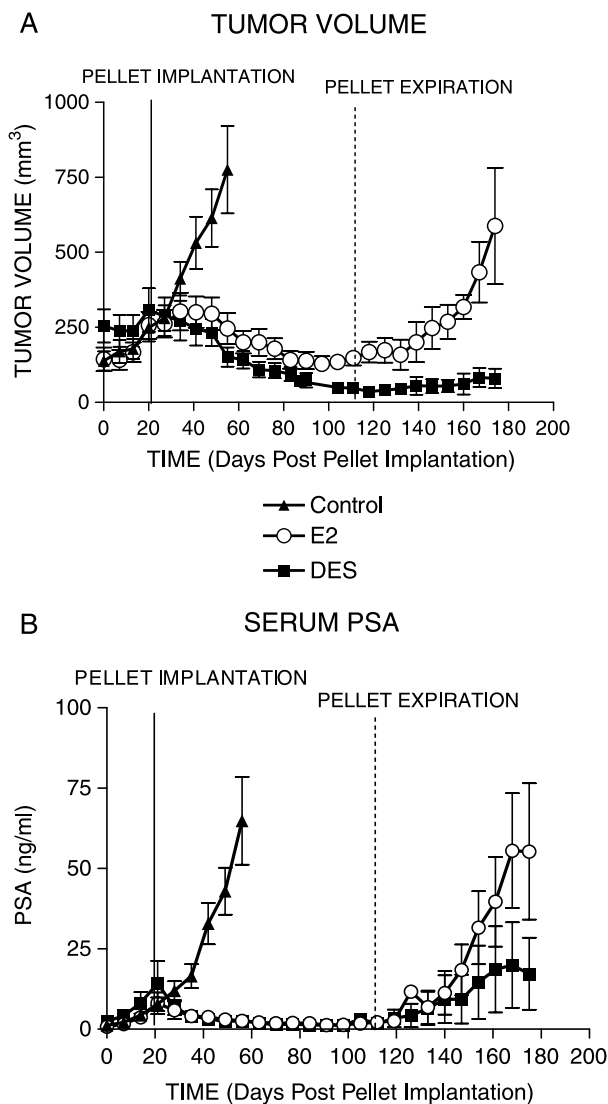 A
TUMOR VOLUME
PELLET IMPLANTATION
PELLET EXPIRATION
1000
750
500
250
0
TUMOR VOLUME (mm³)
0 20 40 60 80 100 120 140 160 180 200
TIME (Days Post Pellet Implantation)
Control
E2
DES
B
SERUM PSA
PELLET IMPLANTATION
PELLET EXPIRATION
100
75
50
25
0
PSA (ng/ml)
0 20 40 60 80 100 120 140 160 180 200
TIME (Days Post Pellet Implantation)